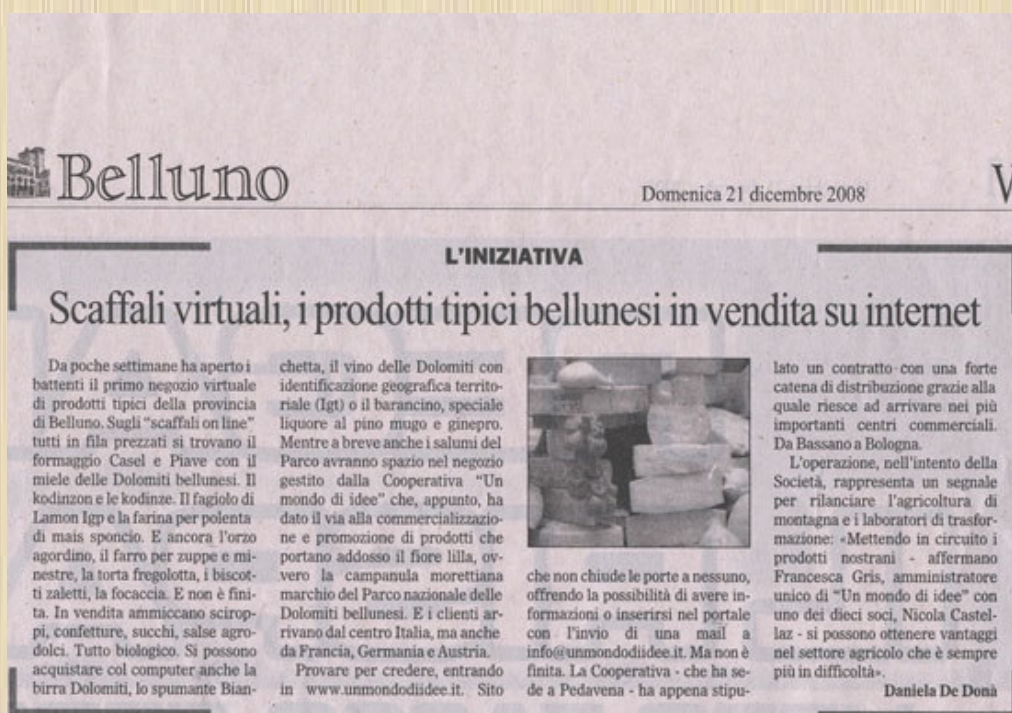 Belluno
Domenica 21 dicembre 2008
V
L'INIZIATIVA
Scaffali virtuali, i prodotti tipici bellunesi in vendita su internet
Da poche settimane ha aperto i
battenti il primo negozio virtuale
di prodotti tipici della provincia
di Belluno. Sugli "scaffali on line"
tutti in fila prezzati si trovano il
formaggio Casel e Piave con il
miele delle Dolomiti bellunesi. Il
kodinzon e le kodinze. Il fagiolo di
Lamon Igp e la farina per polenta
di mais sponcio. E ancora l'orzo
agordino, il farro per zuppe e mi-
nestre, la torta fregolotta, i biscot-
ti zaletti, la focaccia. E non è fini-
ta. In vendita ammiccano scirop-
pi, confetture, succhi, salse agro-
dolci. Tutto biologico. Si possono
acquistare col computer anche la
birra Dolomiti, lo spumante Bian-
chetta, il vino delle Dolomiti con
identificazione geografica territo-
riale (Igt) o il barancino, speciale
liquore al pino mugo e ginepro.
Mentre a breve anche i salumi del
Parco avranno spazio nel negozio
gestito dalla Cooperativa "Un
mondo di idee" che, appunto, ha
dato il via alla commercializzazio-
ne e promozione di prodotti che
portano addosso il fiore lilla, ov-
vero la campanula morettiana
marchio del Parco nazionale delle
Dolomiti bellunesi. E i clienti ar-
rivano dal centro Italia, ma anche
da Francia, Germania e Austria.
Provare per credere, entrando
in www.unmondodiidee.it. Sito
che non chiude le porte a nessuno,
offrendo la possibilità di avere in-
formazioni o inserirsi nel portale
con l'invio di una mail a
info@unmondodiidee.it. Ma non è
finita. La Cooperativa - che ha se-
de a Pedavena - ha appena stipu-
lato un contratto con una forte
catena di distribuzione grazie alla
quale riesce ad arrivare nei più
importanti centri commerciali.
Da Bassano a Bologna.
L'operazione, nell'intento della
Società, rappresenta un segnale
per rilanciare l'agricoltura di
montagna e i laboratori di trasfor-
mazione: «Mettendo in circuito i
prodotti nostrani - affermano
Francesca Gris, amministratore
unico di "Un mondo di idee" con
uno dei dieci soci, Nicola Castel-
laz - si possono ottenere vantaggi
nel settore agricolo che è sempre
più in difficoltà».
Daniela De Donà